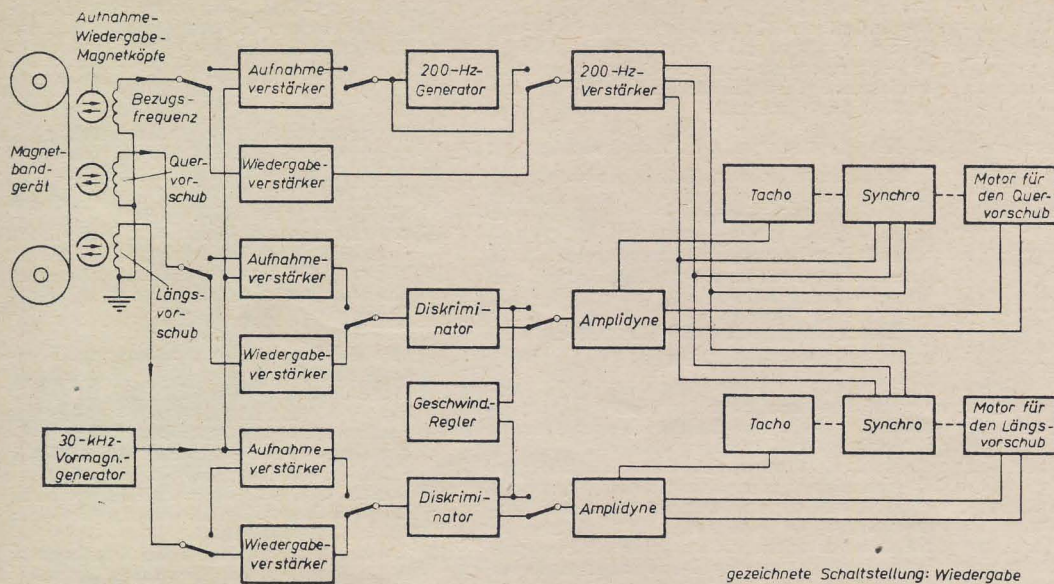 Aufnahme-
Wiedergabe-
Magnetköpfe
Magnet-
band-
gerät
Bezugs-
frequenz
Quer-
vor-
schub
Längs-
vor-
schub
30-kHz-
Vormagn.-
generator
Aufnahme-
verstärker
Wiedergabe-
verstärker
Aufnahme-
verstärker
Wiedergabe-
verstärker
Aufnahme-
verstärker
Wiedergabe-
verstärker
200-Hz-
Generator
200-Hz-
Verstärker
Diskrimi-
nator
Geschwind.-
Regler
Diskrimi-
nator
Amplidyne
Amplidyne
Tacho
Synchro
Motor für
den Quer-
vorschub
Tacho
Synchro
Motor für
den Längs-
vorschub
gezeichnete Schaltstellung: Wiedergabe